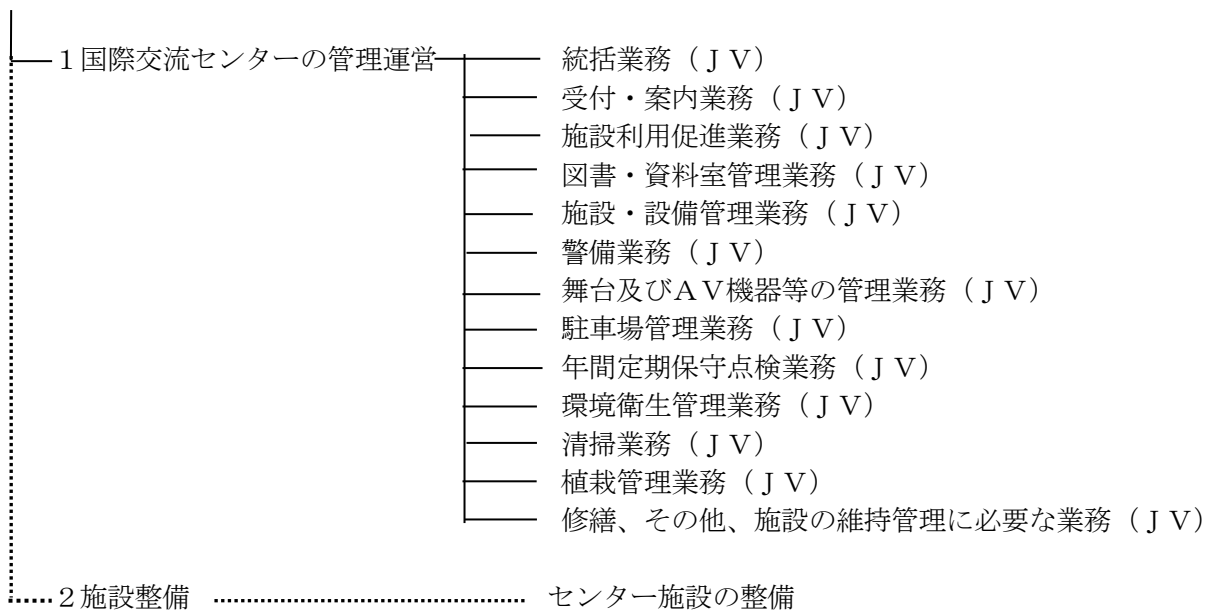 １国際交流センターの管理運営 統括業務（ＪＶ）
受付・案内業務（ＪＶ）
施設利用促進業務（ＪＶ）
図書・資料室管理業務（ＪＶ）
施設・設備管理業務（ＪＶ）
警備業務（ＪＶ）
舞台及びＡＶ機器等の管理業務（ＪＶ）
駐車場管理業務（ＪＶ）
年間定期保守点検業務（ＪＶ）
環境衛生管理業務（ＪＶ）
清掃業務（ＪＶ）
植栽管理業務（ＪＶ）
修繕、その他、施設の維持管理に必要な業務（ＪＶ）
２施設整備 センター施設の整備